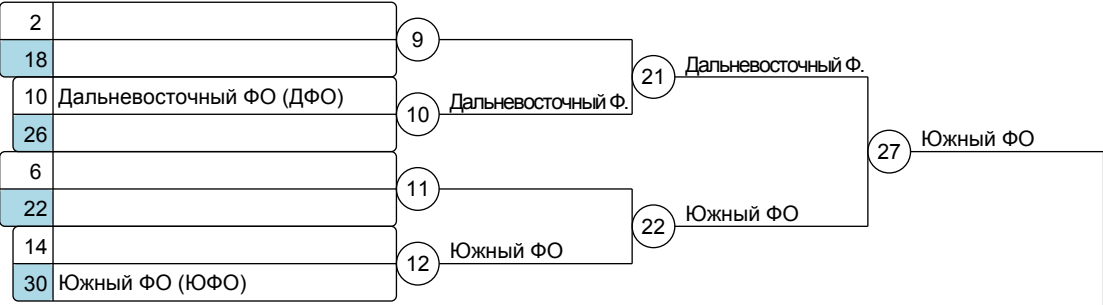 2
9
18
21 Дальневосточный Ф.
10 Дальневосточный ФО (ДФО)
10 Дальневосточный Ф.
26
27 Южный ФО
6
11
22
22 Южный ФО
14
12 Южный ФО
30 Южный ФО (ЮФО)